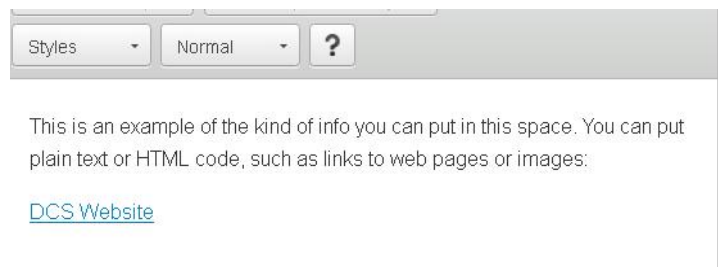 Styles Normal ?
This is an example of the kind of info you can put in this space. You can put
plain text or HTML code, such as links to web pages or images:
DCS Website